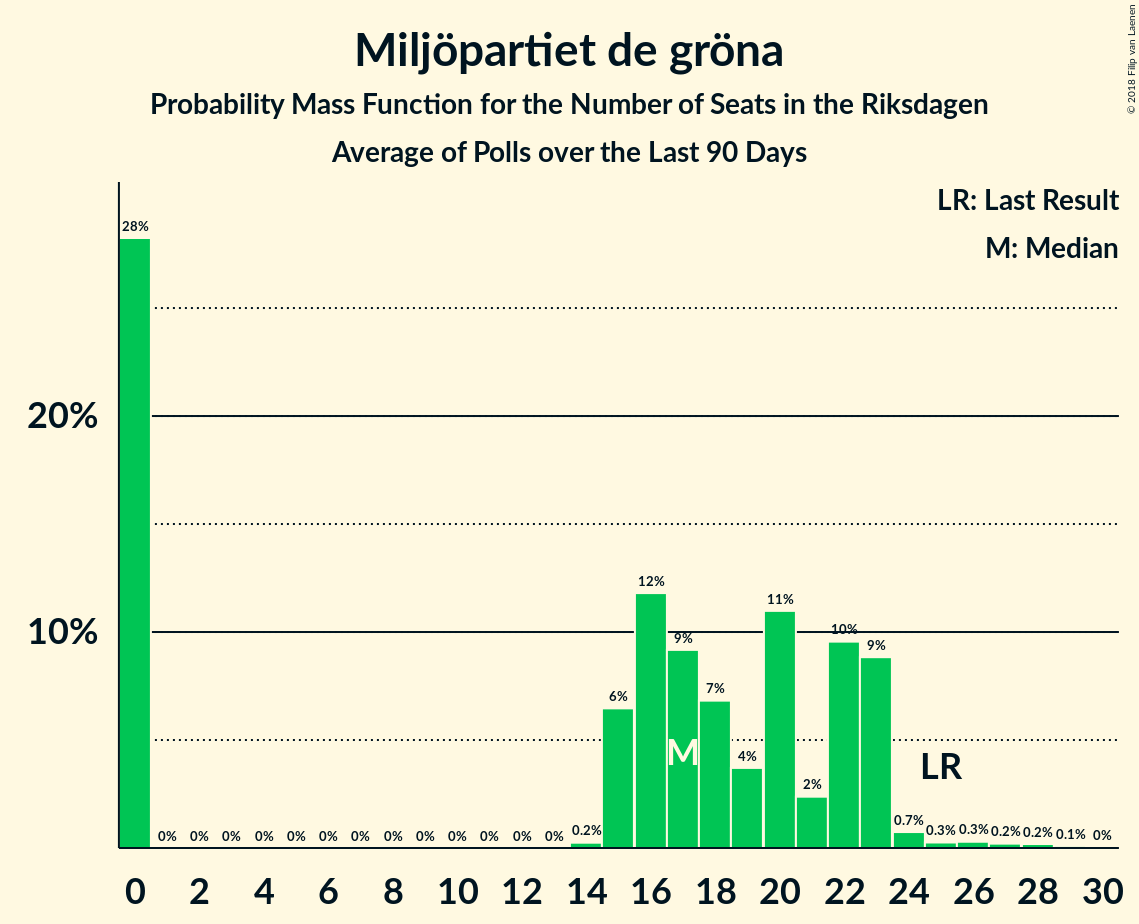 Miljöpartiet de gröna
Probability Mass Function for the Number of Seats in the Riksdagen
Average of Polls over the Last 90 Days
© 2018 Filip van Laenen
LR: Last Result
M: Median
28%
20%
10%
0% 0% 0% 0% 0% 0% 0% 0% 0% 0% 0% 0% 0% 0.2% 6% 12% 9% 7% 4% 11% 2% 10% 9% 0.7% 0.3% 0.3% 0.2% 0.2% 0.1% 0%
M
LR
0 2 4 6 8 10 12 14 16 18 20 22 24 26 28 30